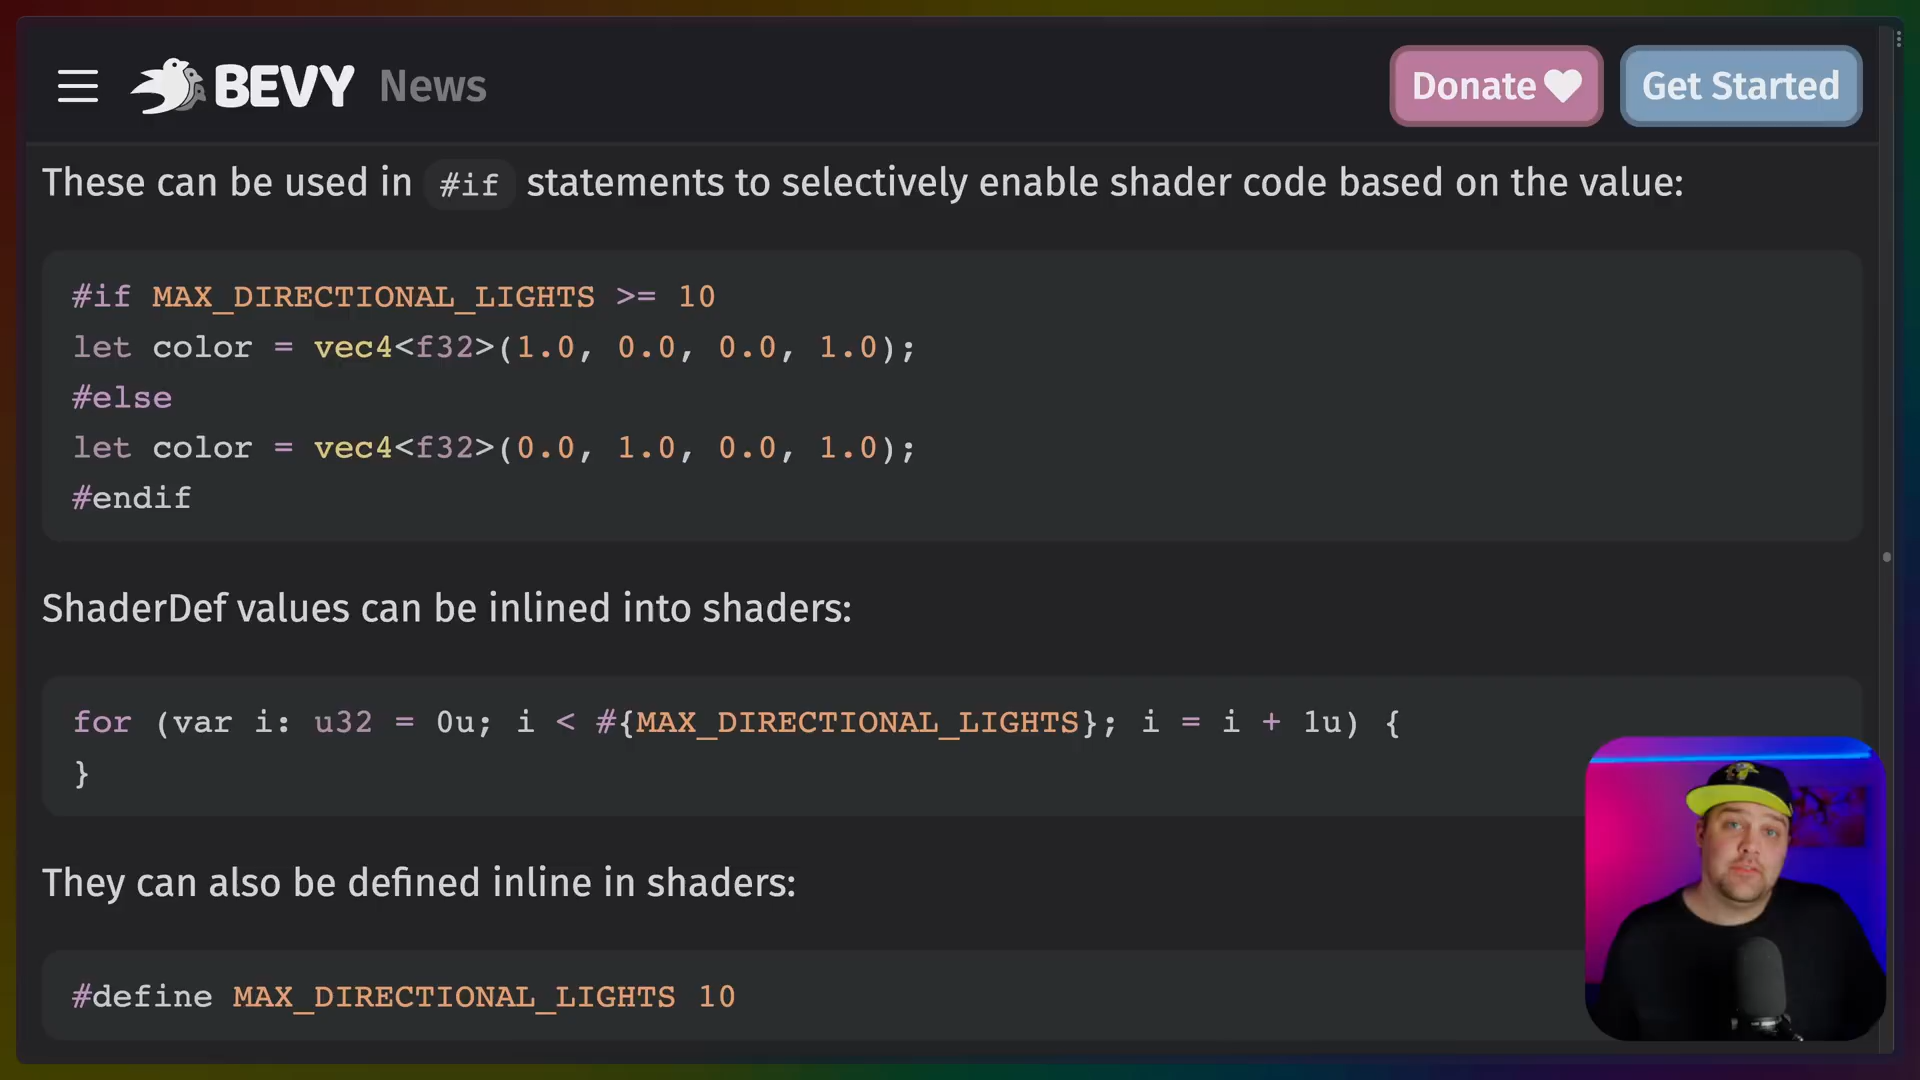 BEVY News
Donate
Get Started
These can be used in #if statements to selectively enable shader code based on the value:
#if MAX_DIRECTIONAL_LIGHTS >= 10
let color = vec4<f32>(1.0, 0.0, 0.0, 1.0);
#else
let color = vec4<f32>(0.0, 1.0, 0.0, 1.0);
#endif
ShaderDef values can be inlined into shaders:
for (var i: u32 = 0u; i < #{MAX_DIRECTIONAL_LIGHTS}; i = i + 1u) {
}
They can also be defined inline in shaders:
#define MAX_DIRECTIONAL_LIGHTS 10